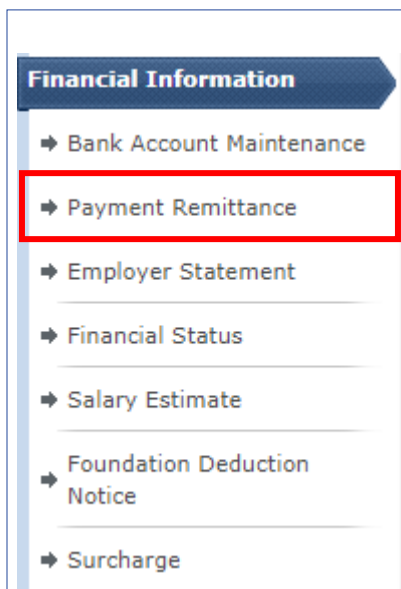 Financial Information
Bank Account Maintenance
Payment Remittance
Employer Statement
Financial Status
Salary Estimate
Foundation Deduction
Notice
Surcharge